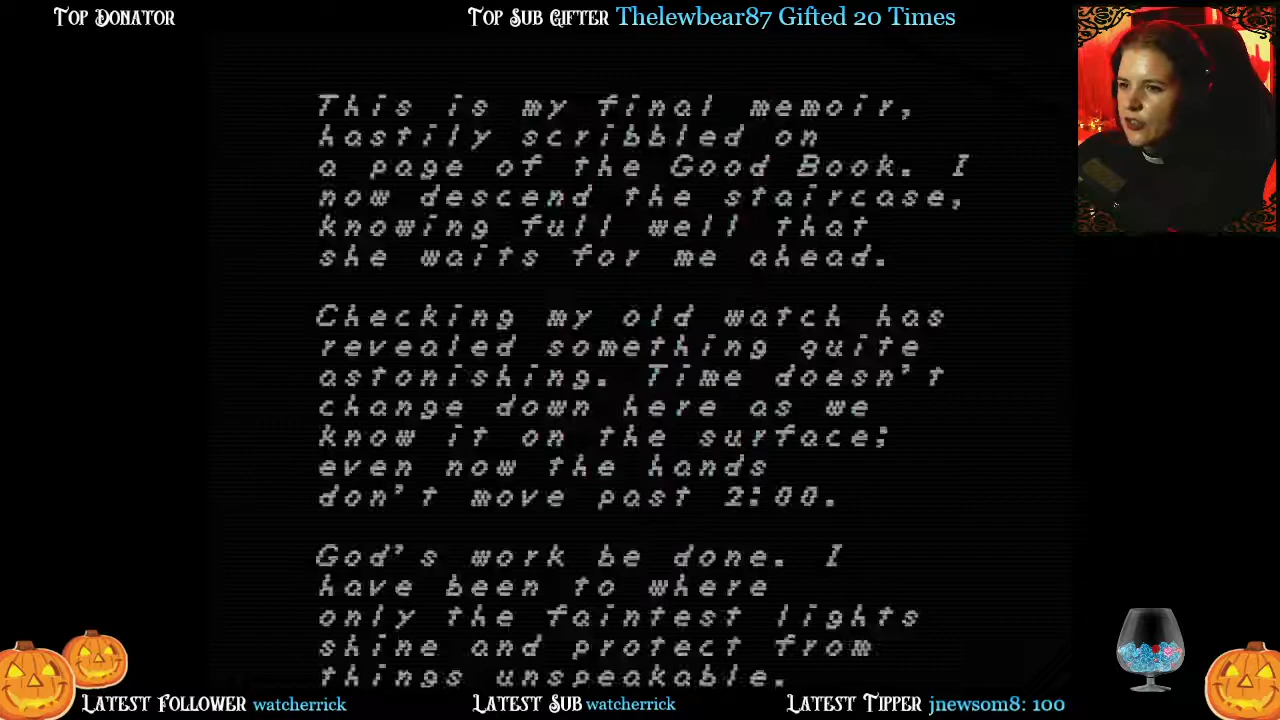 Top Donator
Top Sub Gifter Thelewbear87 Gifted 20 Times
This is my final memoir,
hastily scribbled on
a page of the Good Book. I
now descend the staircase,
knowing full well that
she waits for me ahead.
Checking my old watch has
revealed something quite
astonishing. Time doesn't
change down here as we
know it on the surface;
even now the hands
don't move past 2:00.
God's work be done. I
have been to where
only the faintest lights
shine and protect from
things unspeakable.
Latest Follower watcherrick
Latest Sub watcherrick
Latest Tipper jnewsom8: 100